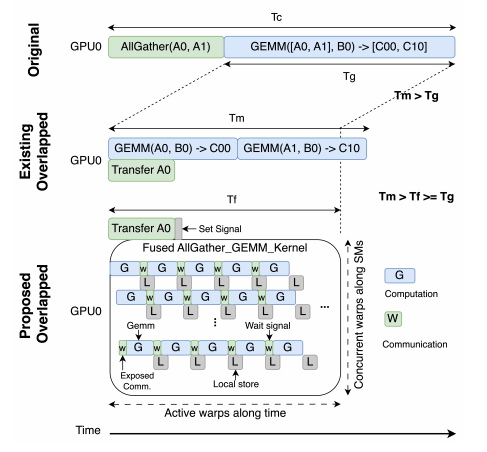 Tc
Original
GPU0
AllGather(A0, A1)
GEMM([A0, A1], B0) -> [C00, C10]
Tg
Tm > Tg
Existing
Overlapped
Tm
GPU0
GEMM(A0, B0) -> C00
GEMM(A1, B0) -> C10
Transfer A0
Tm > Tf >= Tg
Tf
Transfer A0
Set Signal
Proposed
Overlapped
GPU0
Fused AllGather_GEMM_Kernel
G w G w G w G w G
L L L L L
G w G w G w G w G
L L L L L
...
Gemm
⋮
Wait signal
w G w G w G w G w G
L L L L L
Exposed
Comm.
Local store
Concurrent warps along SMs
G
Computation
W
Communication
Active warps along time
Time